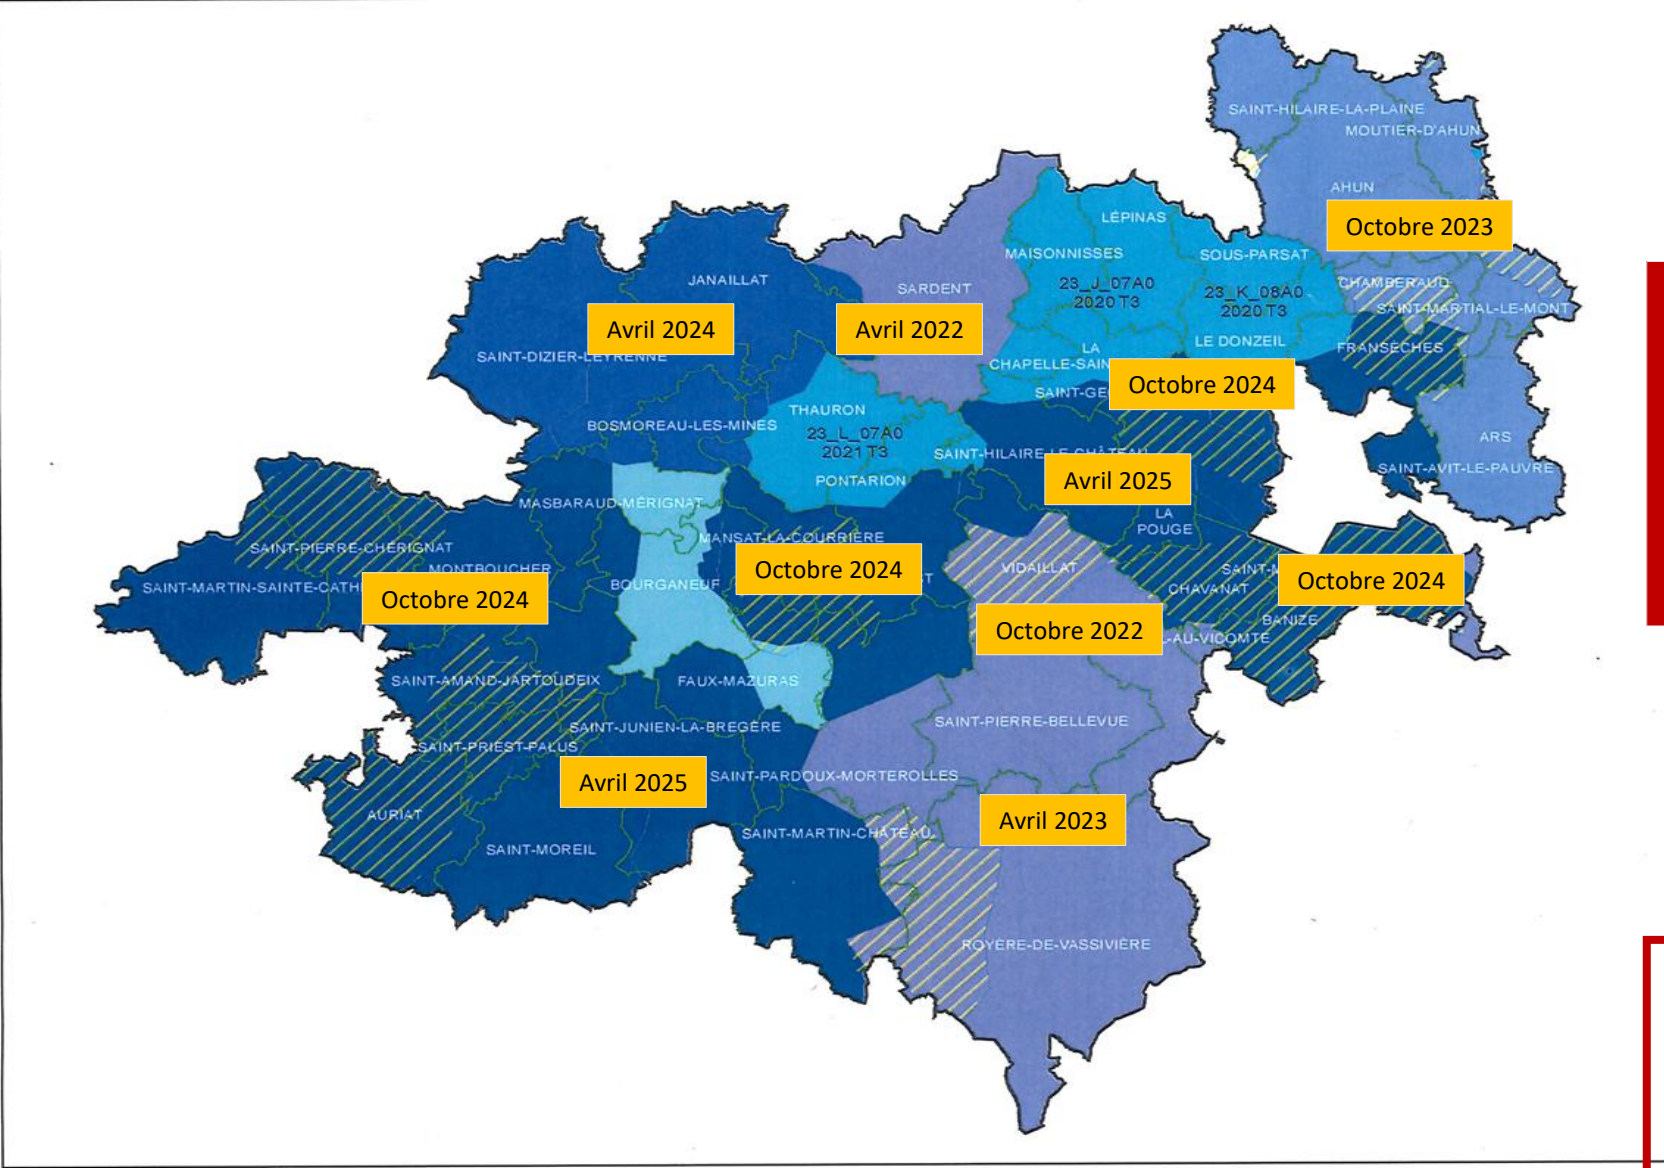 SAINT-HILAIRE-LA-PLAINE
MOUTIER-D'AHUN
AHUN
Octobre 2023
LÉPINAS
MAISONNISSES
SOUS-PARSAT
JANAILLAT
SARDENT
23_J_07A0
2020 T3
23_K_08A0
2020 T3
CHAMBERAUD
SAINT-MARTIAL-LE-MONT
Avril 2024
Avril 2022
LE DONZEIL
FRANSÈCHES
SAINT-DIZIER-LEYRENNE
LA
CHAPELLE-SAIN
Octobre 2024
SAINT-GE
THAURON
BOSMOREAU-LES-MINES
23_L_07A0
2021 T3
ARS
SAINT-HILAIRE-LE-CHÂTEAU
SAINT-AVIT-LE-PAUVRE
PONTARION
Avril 2025
MASBARAUD-MÉRIGNAT
LA
POUGE
MANSAT-LA-COURRIÈRE
SAINT-PIERRE-CHÉRIGNAT
MONTBOUCHER
Octobre 2024
VIDAILLAT
SAINT-M
Octobre 2024
SAINT-MARTIN-SAINTE-CATH
BOURGANEUF
CHAVANAT
Octobre 2024
BANIZE
Octobre 2022
L-AU-VICOMTE
SAINT-AMAND-JARTOUDEIX
FAUX-MAZURAS
SAINT-JUNIEN-LA-BREGÈRE
SAINT-PIERRE-BELLEVUE
SAINT-PRIEST-PALUS
Avril 2025
SAINT-PARDOUX-MORTEROLLES
AURIAT
Avril 2023
SAINT-MARTIN-CHÂTEAU
SAINT-MOREIL
ROYÈRE-DE-VASSIVIÈRE